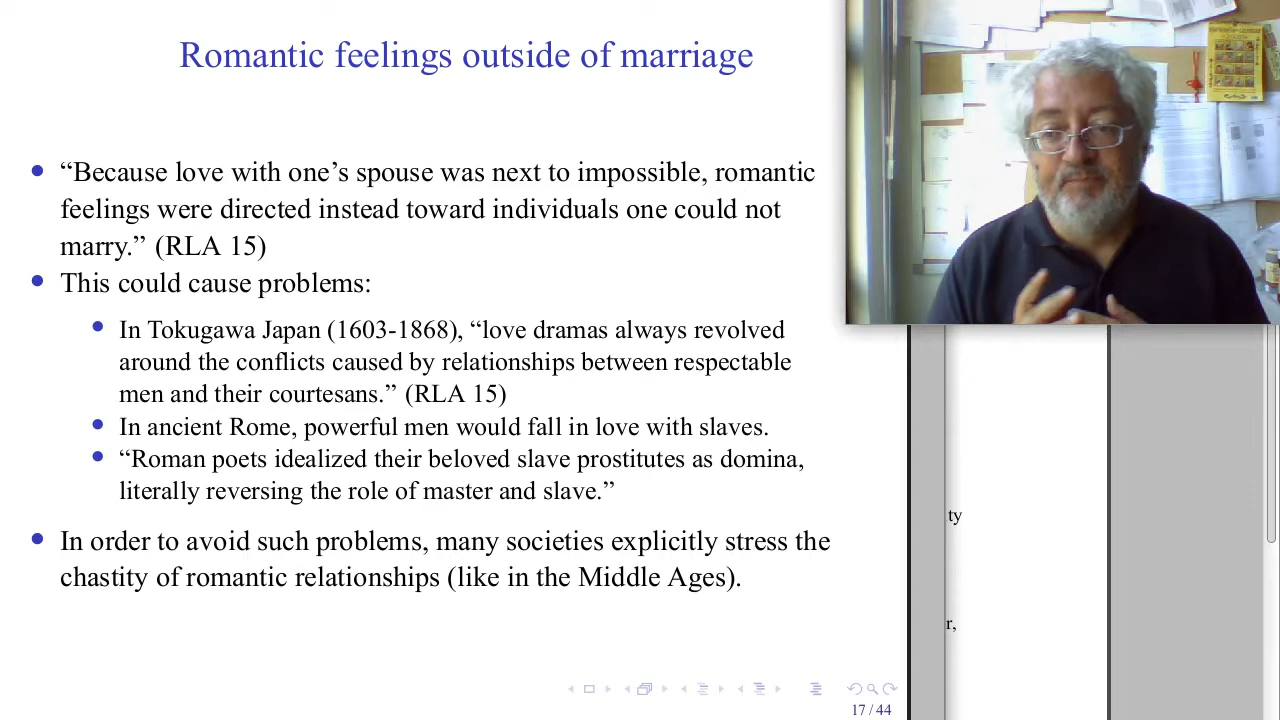 Romantic feelings outside of marriage
“Because love with one’s spouse was next to impossible, romantic
feelings were directed instead toward individuals one could not
marry.” (RLA 15)
This could cause problems:
In Tokugawa Japan (1603-1868), “love dramas always revolved
around the conflicts caused by relationships between respectable
men and their courtesans.” (RLA 15)
In ancient Rome, powerful men would fall in love with slaves.
“Roman poets idealized their beloved slave prostitutes as domina,
literally reversing the role of master and slave.”
In order to avoid such problems, many societies explicitly stress the
chastity of romantic relationships (like in the Middle Ages).
ty
r,
17 / 44